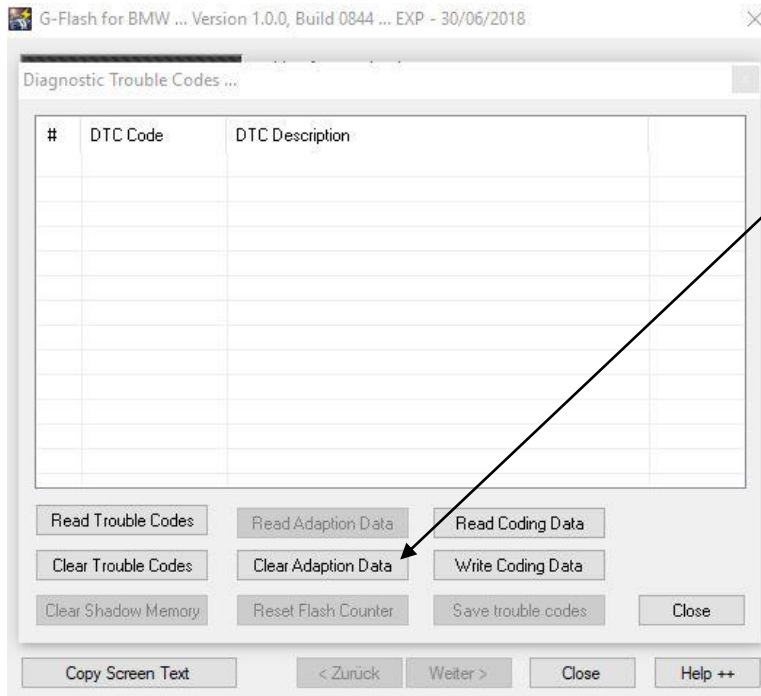 G-Flash for BMW ... Version 1.0.0, Build 0844 ... EXP - 30/06/2018
Diagnostic Trouble Codes ...
# DTC Code DTC Description
Read Trouble Codes Read Adaption Data Read Coding Data
Clear Trouble Codes Clear Adaption Data Write Coding Data
Clear Shadow Memory Reset Flash Counter Save trouble codes Close
Copy Screen Text < Zurück Weiter > Close Help ++